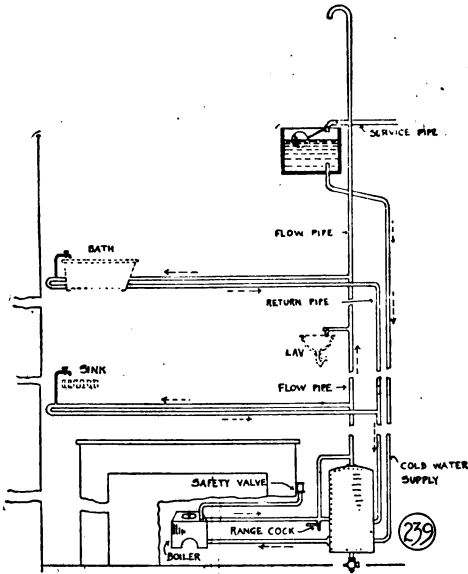 SERVICE PIPE
FLOW PIPE
BATH
RETURN PIPE
LAV
SINK
FLOW PIPE
COLD WATER
SUPPLY
SAFETY VALVE
RANGE COCK
BOILER
239